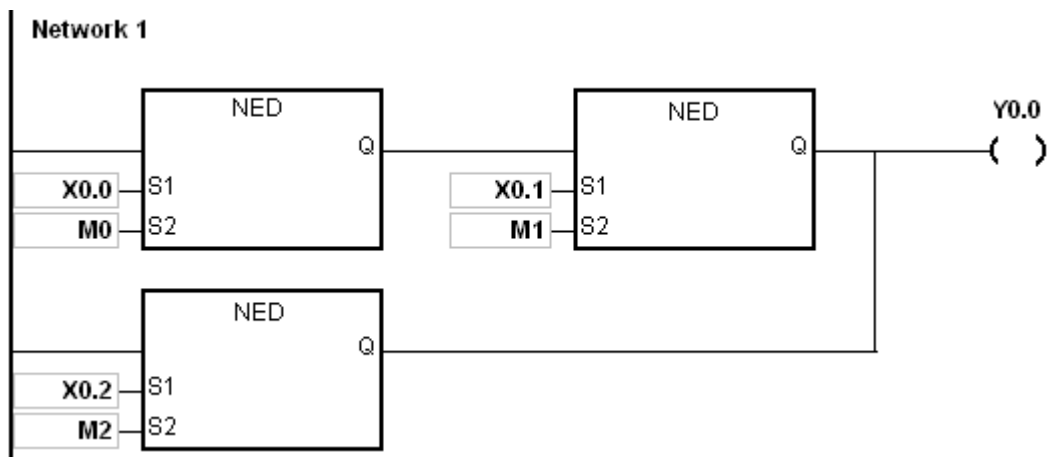 Network 1
NED
Q
X0.0
S1
M0
S2
NED
Q
X0.1
S1
M1
S2
Y0.0
NED
Q
X0.2
S1
M2
S2